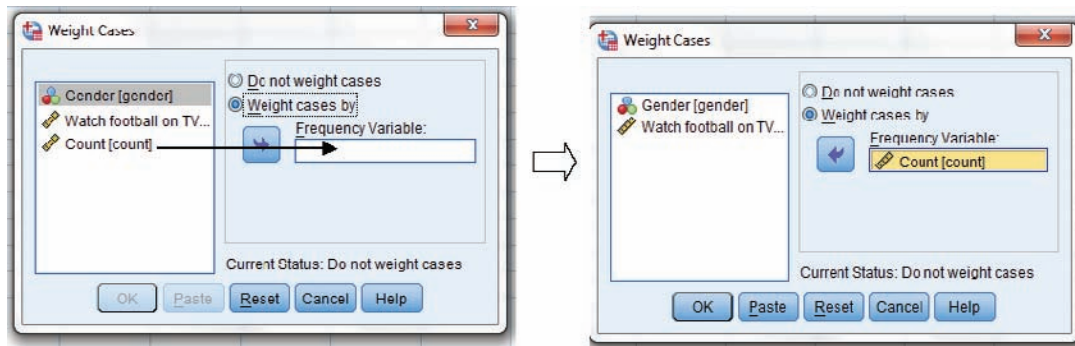 Weight Cases
Gender [gender]
Watch football on TV...
Count [count]
Do not weight cases
Weight cases by
Frequency Variable:
Current Status: Do not weight cases
OK Paste Reset Cancel Help
Weight Cases
Gender [gender]
Watch football on TV...
Do not weight cases
Weight cases by
Frequency Variable:
Count [count]
Current Status: Do not weight cases
OK Paste Reset Cancel Help